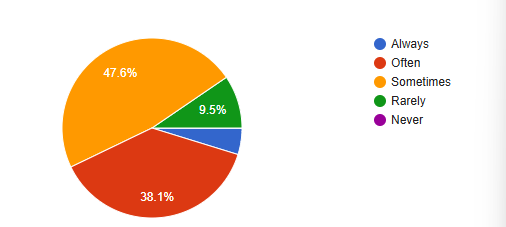 47.6%
9.5%
38.1%
Always
Often
Sometimes
Rarely
Never